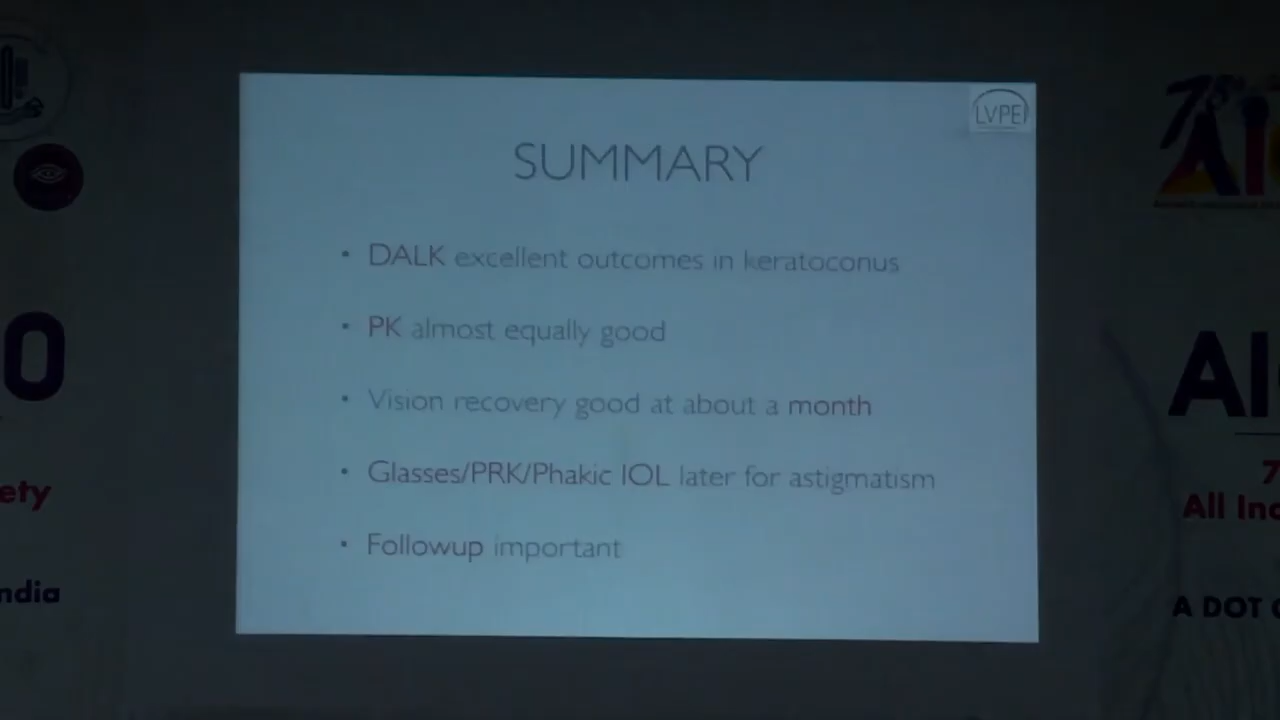 LVPEI
SUMMARY
• DALK excellent outcomes in keratoconus
• PK almost equally good
• Vision recovery good at about a month
• Glasses/PRK/Phakic IOL later for astigmatism
• Followup important
O
ety
ndia
AI
7
All Ind
A DOT